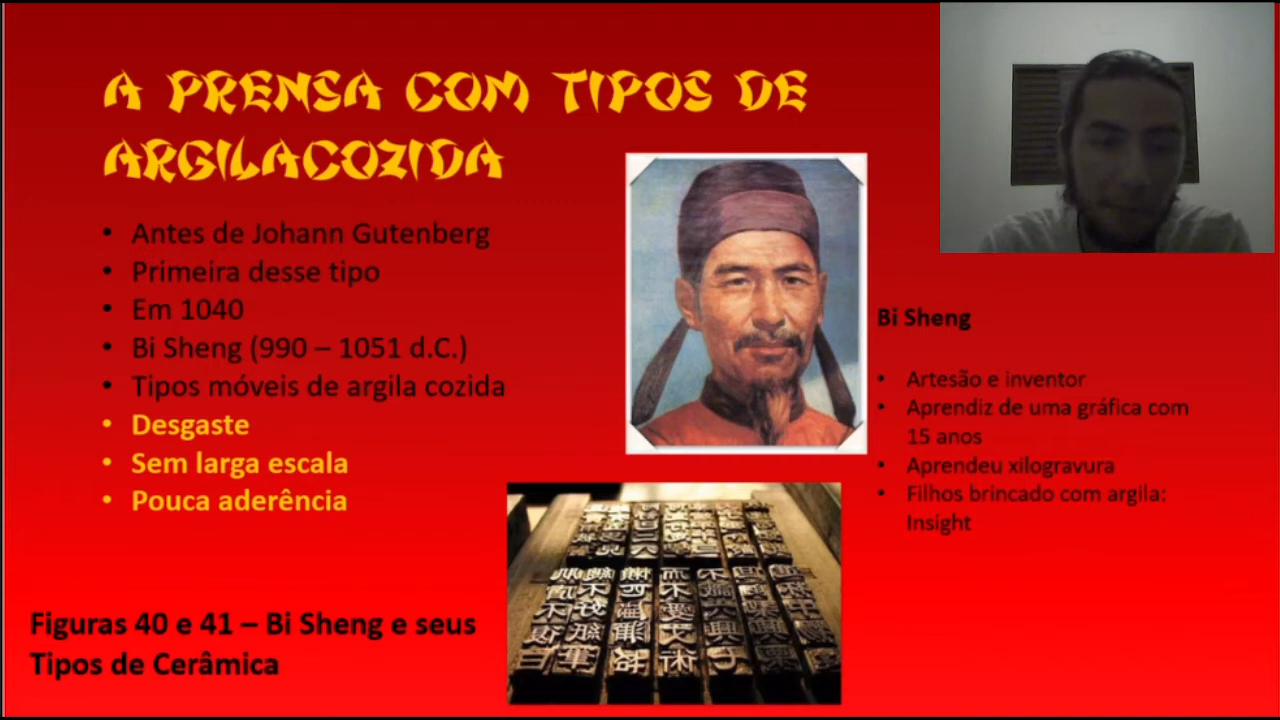 A PRENSA COM TIPOS DE
ARGILACOZIDA
• Antes de Johann Gutenberg
• Primeira desse tipo
• Em 1040
• Bi Sheng (990 – 1051 d.C.)
• Tipos móveis de argila cozida
• Desgaste
• Sem larga escala
• Pouca aderência
Figuras 40 e 41 – Bi Sheng e seus
Tipos de Cerâmica
Bi Sheng
• Artesão e inventor
• Aprendiz de uma gráfica com
15 anos
• Aprendeu xilogravura
• Filhos brincado com argila:
Insight